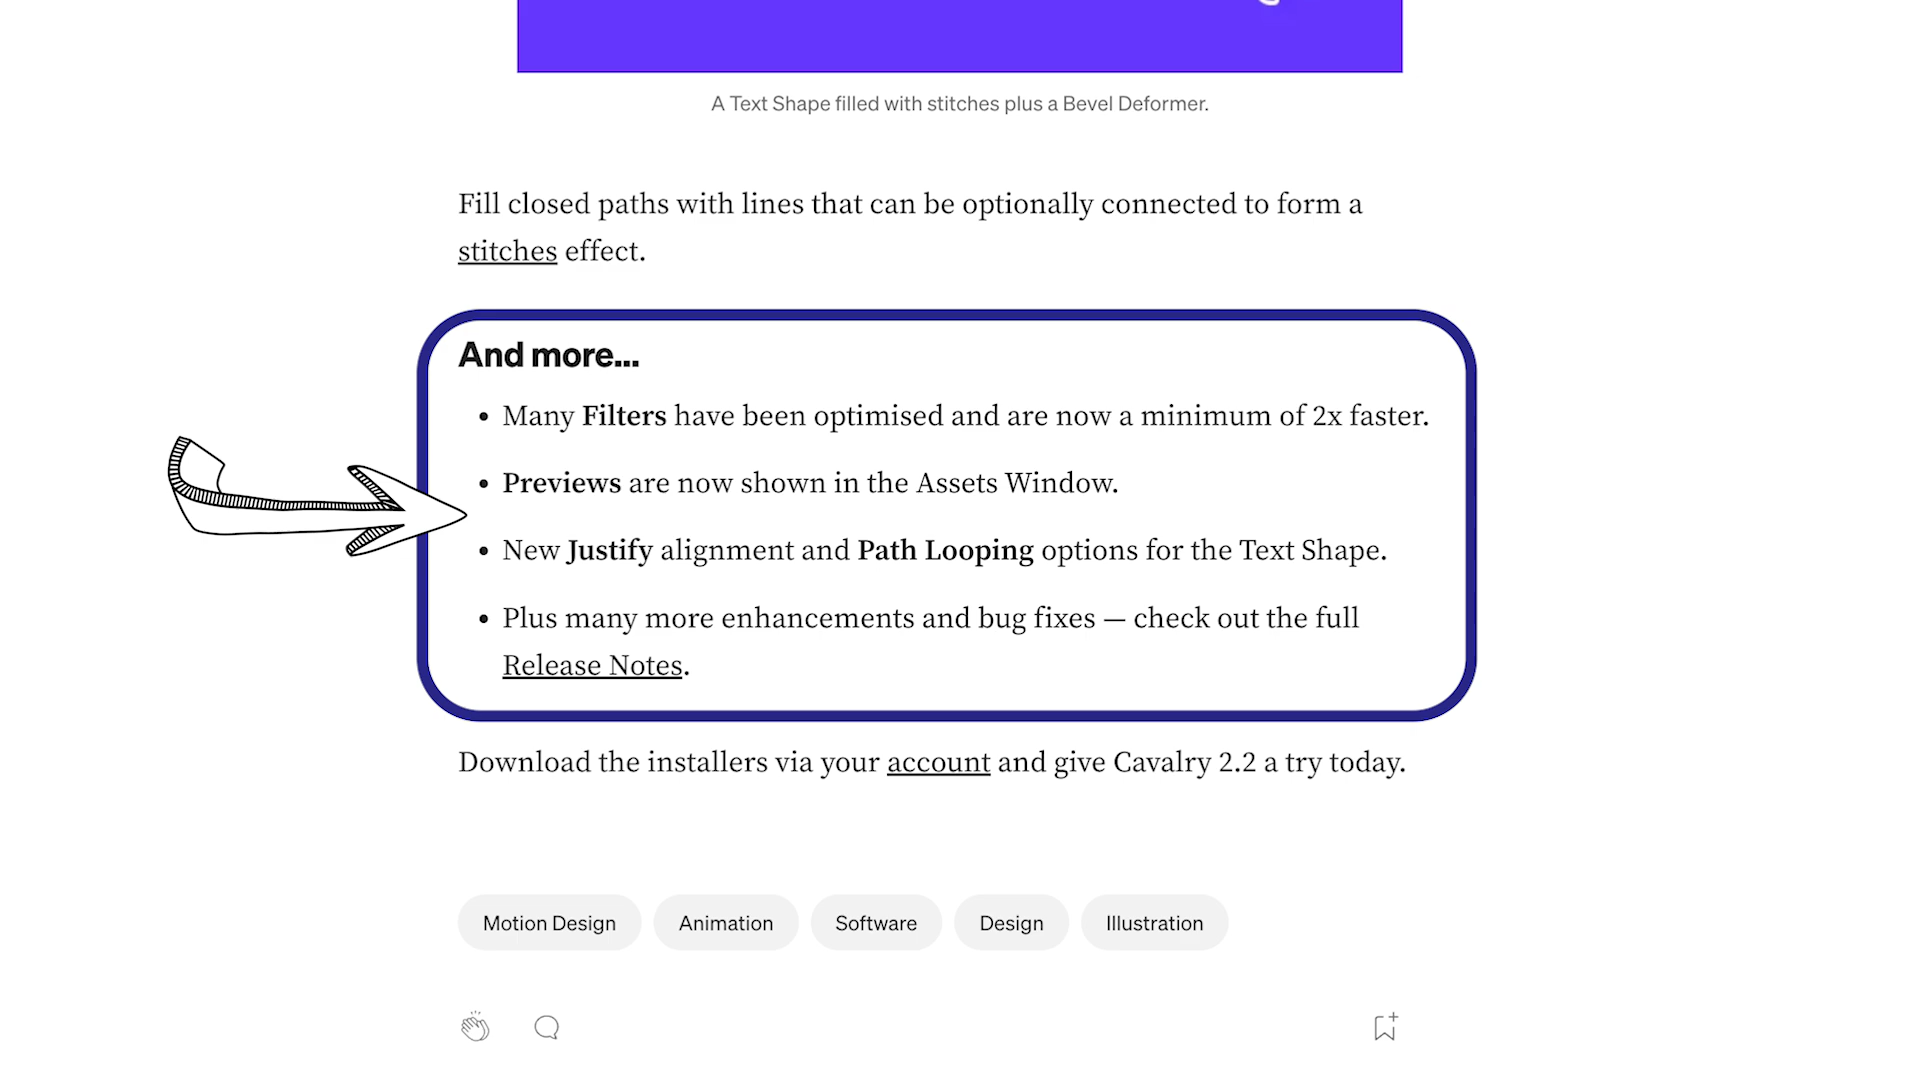 A Text Shape filled with stitches plus a Bevel Deformer.
Fill closed paths with lines that can be optionally connected to form a
stitches effect.
And more…
• Many Filters have been optimised and are now a minimum of 2x faster.
• Previews are now shown in the Assets Window.
• New Justify alignment and Path Looping options for the Text Shape.
• Plus many more enhancements and bug fixes — check out the full
Release Notes.
Download the installers via your account and give Cavalry 2.2 a try today.
Motion Design Animation Software Design Illustration